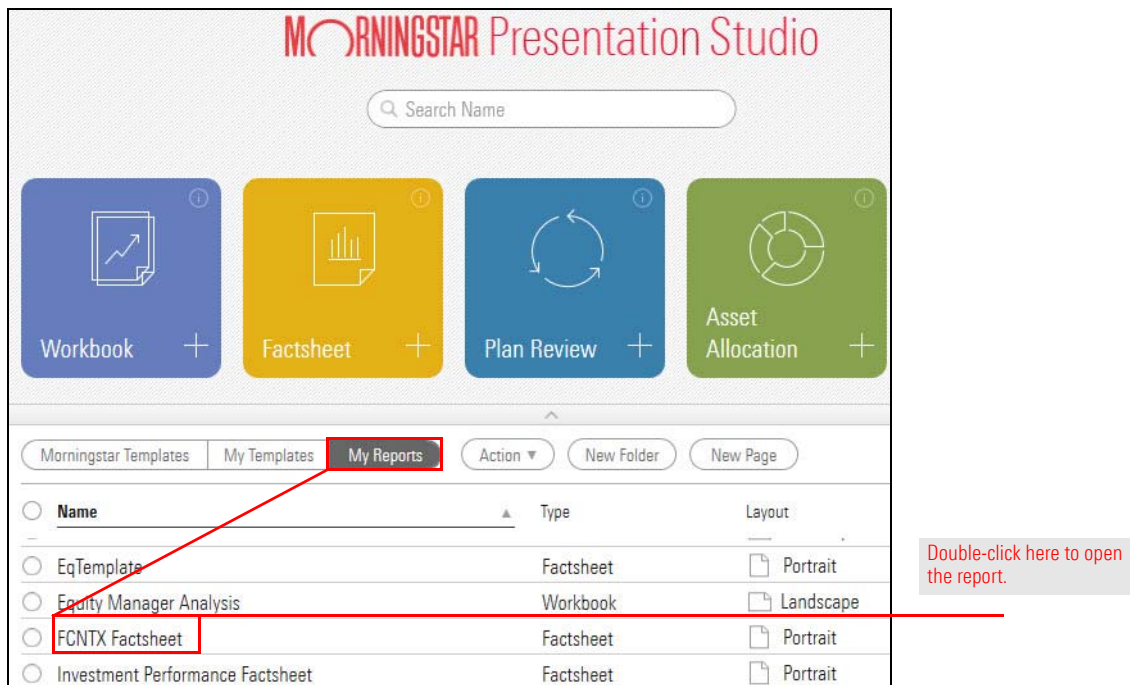 MORNINGSTAR Presentation Studio
Search Name
Workbook
Factsheet
Plan Review
Asset
Allocation
Morningstar Templates My Templates My Reports Action ▼ New Folder New Page
Name ▲ Type Layout
EqTemplate Factsheet Portrait
Equity Manager Analysis Workbook Landscape
FCNTX Factsheet Factsheet Portrait
Investment Performance Factsheet Factsheet Portrait
Double-click here to open
the report.